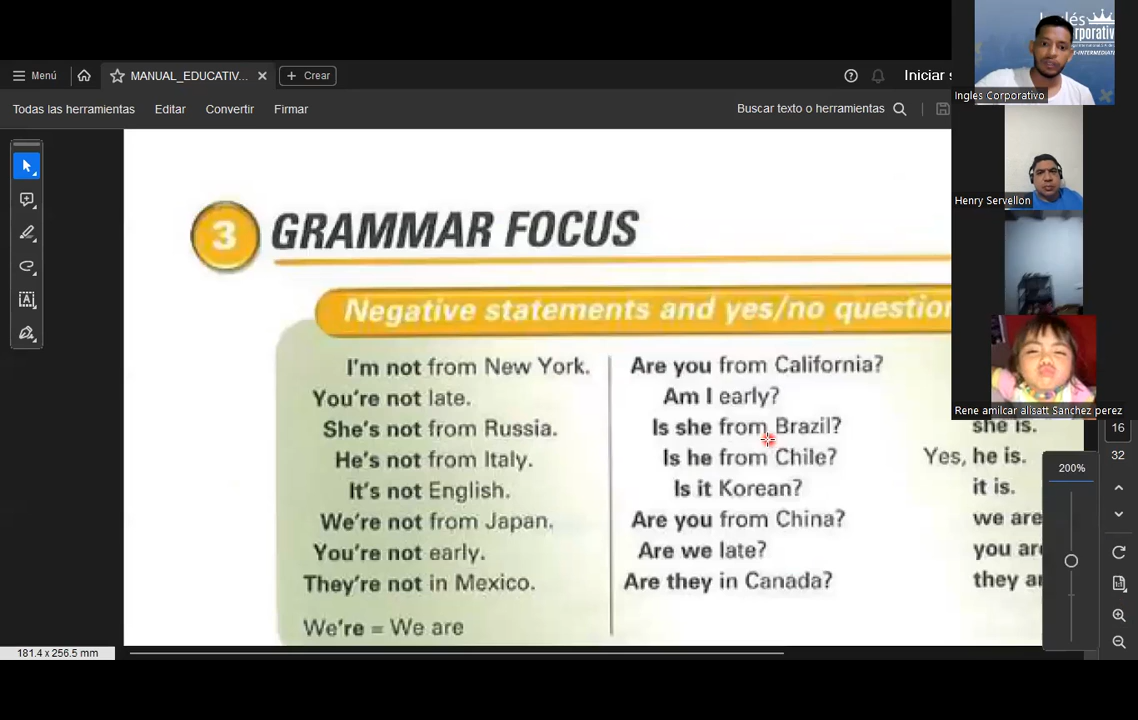 Menú
MANUAL_EDUCATIV...
Crear
Iniciar s
Todas las herramientas
Editar
Convertir
Firmar
Buscar texto o herramientas
Inglés
orporativo
E-INTERMEDIATE
Ingles Corporativo
Henry Servellon
Rene amilcar alisatt Sanchez perez
3 GRAMMAR FOCUS
Negative statements and yes/no question
I'm not from New York.
You're not late.
She's not from Russia.
He's not from Italy.
It's not English.
We're not from Japan.
You're not early.
They're not in Mexico.
We're = We are
Are you from California?
Am I early?
Is she from Brazil?
Is he from Chile?
Is it Korean?
Are you from China?
Are we late?
Are they in Canada?
she is.
Yes, he is.
it is.
we are
you are
they ar
16
32
200%
181.4 x 256.5 mm